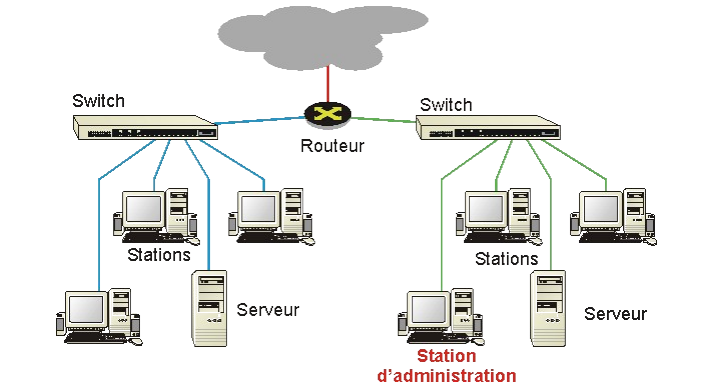 Switch
Switch
Routeur
Stations
Stations
Serveur
Serveur
Station
d'administration